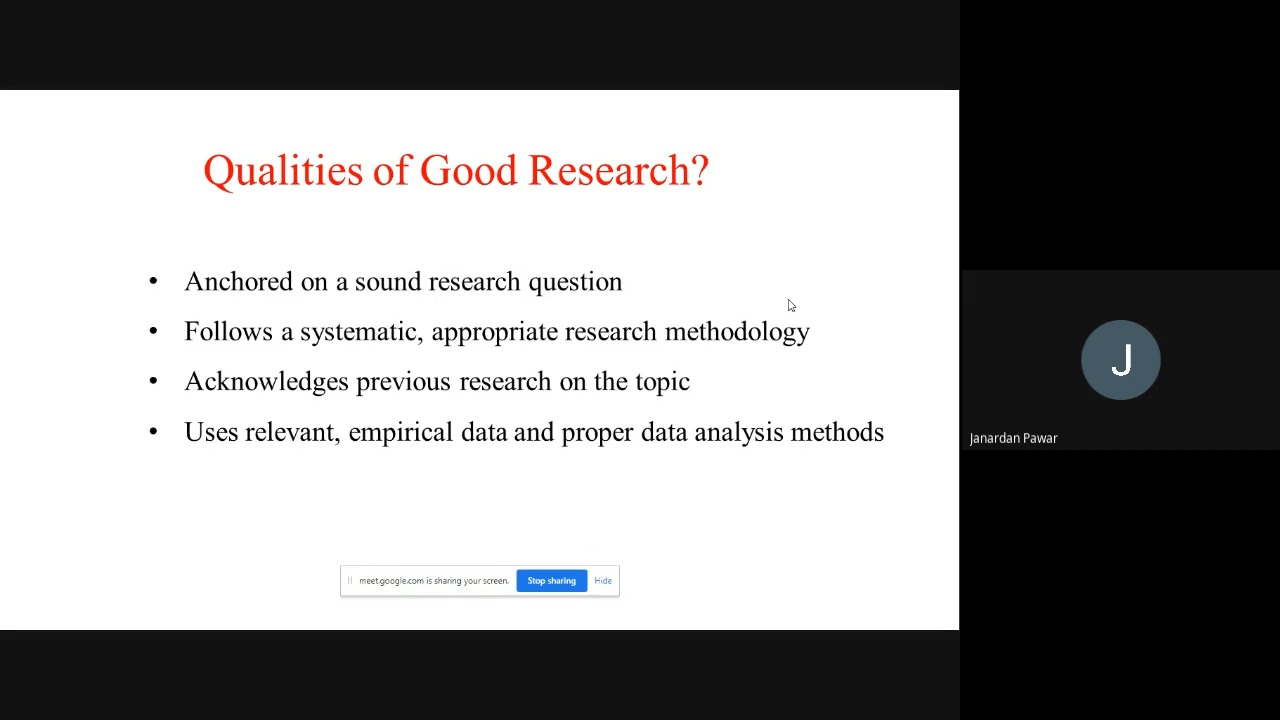 Qualities of Good Research?
• Anchored on a sound research question
• Follows a systematic, appropriate research methodology
• Acknowledges previous research on the topic
• Uses relevant, empirical data and proper data analysis methods
meet.google.com is sharing your screen. Stop sharing Hide
J
Janardan Pawar